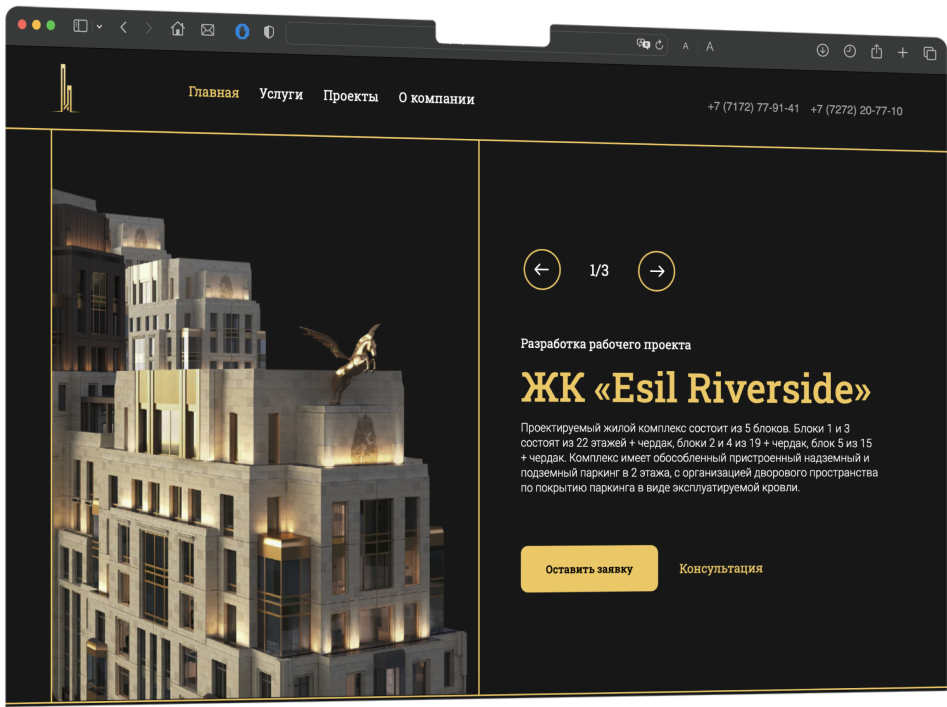 A A
Главная Услуги Проекты О компании
+7 (7172) 77-91-41 +7 (7272) 20-77-10
1/3
Разработка рабочего проекта
ЖК «Esil Riverside»
Проектируемый жилой комплекс состоит из 5 блоков. Блоки 1 и 3
состоят из 22 этажей + чердак, блоки 2 и 4 из 19 + чердак, блок 5 из 15
+ чердак. Комплекс имеет обособленный пристроенный надземный и
подземный паркинг в 2 этажа, с организацией дворового пространства
по покрытию паркинга в виде эксплуатируемой кровли.
Оставить заявку Консультация